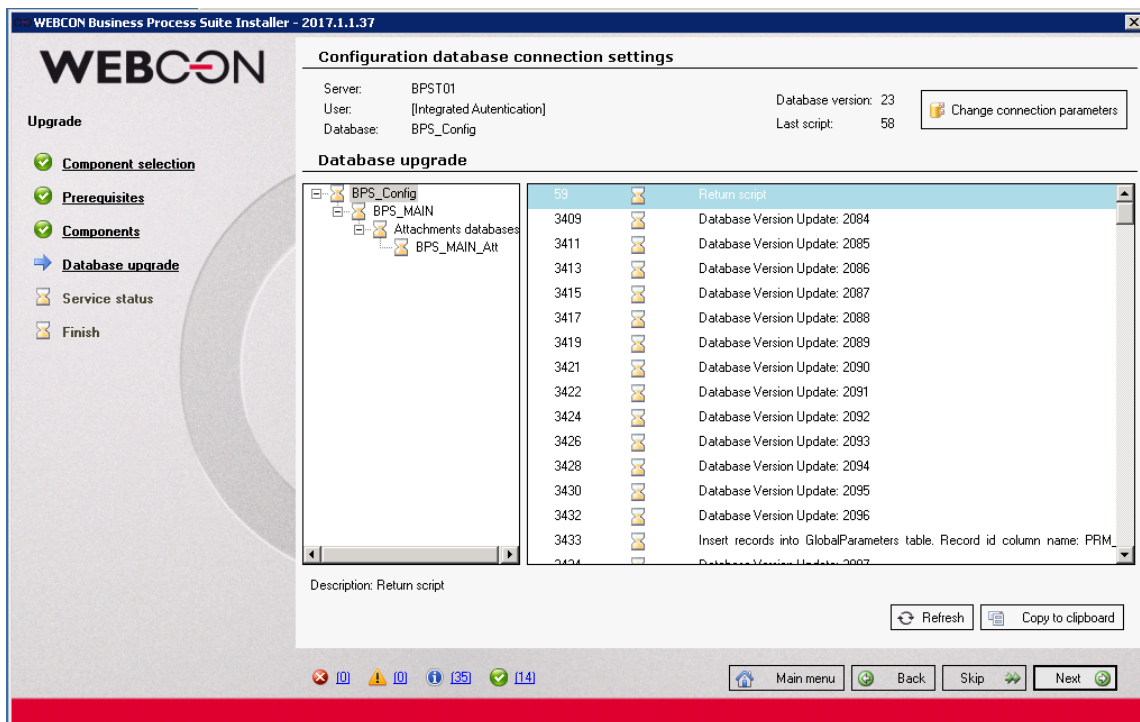 WEBCON Business Process Suite Installer - 2017.1.1.37
WEBCON
Upgrade
Component selection
Prerequisites
Components
Database upgrade
Service status
Finish
Configuration database connection settings
Server: BPST01
User: [Integrated Autentication]
Database: BPS_Config
Database version: 23
Last script: 58
Change connection parameters
Database upgrade
BPS_Config
BPS_MAIN
Attachments databases
BPS_MAIN_Att
59 Return script
3409 Database Version Update: 2084
3411 Database Version Update: 2085
3413 Database Version Update: 2086
3415 Database Version Update: 2087
3417 Database Version Update: 2088
3419 Database Version Update: 2089
3421 Database Version Update: 2090
3422 Database Version Update: 2091
3424 Database Version Update: 2092
3426 Database Version Update: 2093
3428 Database Version Update: 2094
3430 Database Version Update: 2095
3432 Database Version Update: 2096
3433 Insert records into GlobalParameters table. Record id column name: PRM_
3434 Database Version Update: 2097
Description: Return script
Refresh
Copy to clipboard
(0) (0) (35) (14)
Main menu
Back
Skip
Next